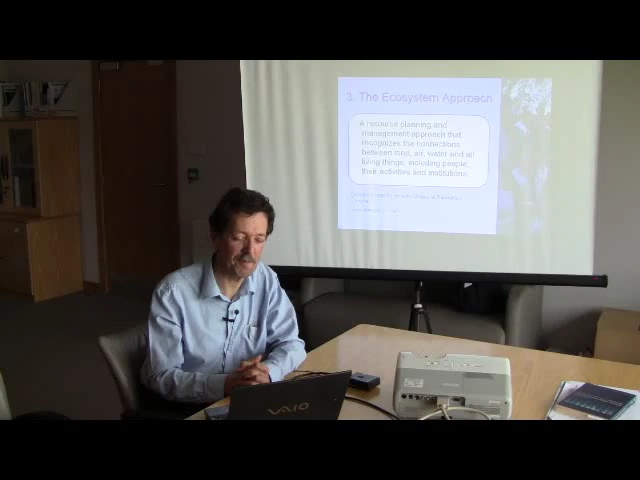 3. The Ecosystem Approach
A resource planning and
management approach that
recognizes the connections
between land, air, water and all
living things, including people,
their activities and institutions
VAIO